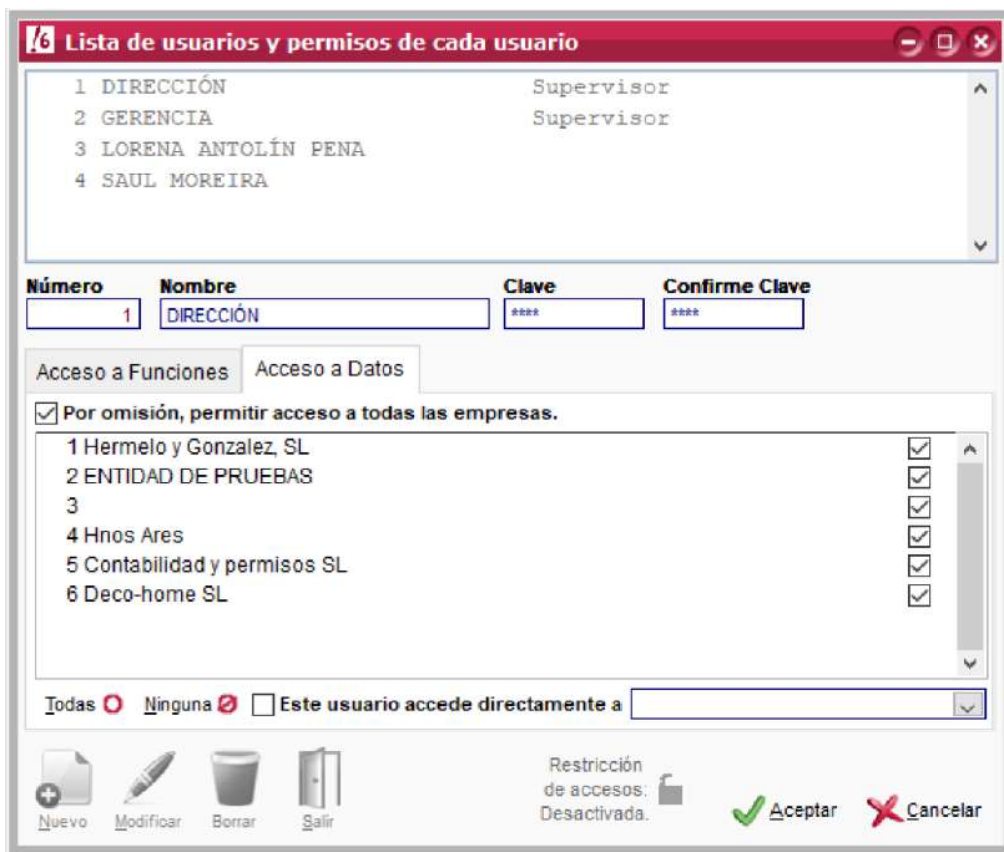 Lista de usuarios y permisos de cada usuario
1 DIRECCIÓN Supervisor
2 GERENCIA Supervisor
3 LORENA ANTOLÍN PENA
4 SAUL MOREIRA
Número Nombre Clave Confirme Clave
1 DIRECCIÓN **** ****
Acceso a Funciones Acceso a Datos
Por omisión, permitir acceso a todas las empresas.
1 Hermelo y Gonzalez, SL
2 ENTIDAD DE PRUEBAS
3
4 Hnos Ares
5 Contabilidad y permisos SL
6 Deco-home SL
Todas Ninguna Este usuario accede directamente a
Restricción
de accesos:
Desactivada.
Nuevo Modificar Borrar Salir Aceptar Cancelar